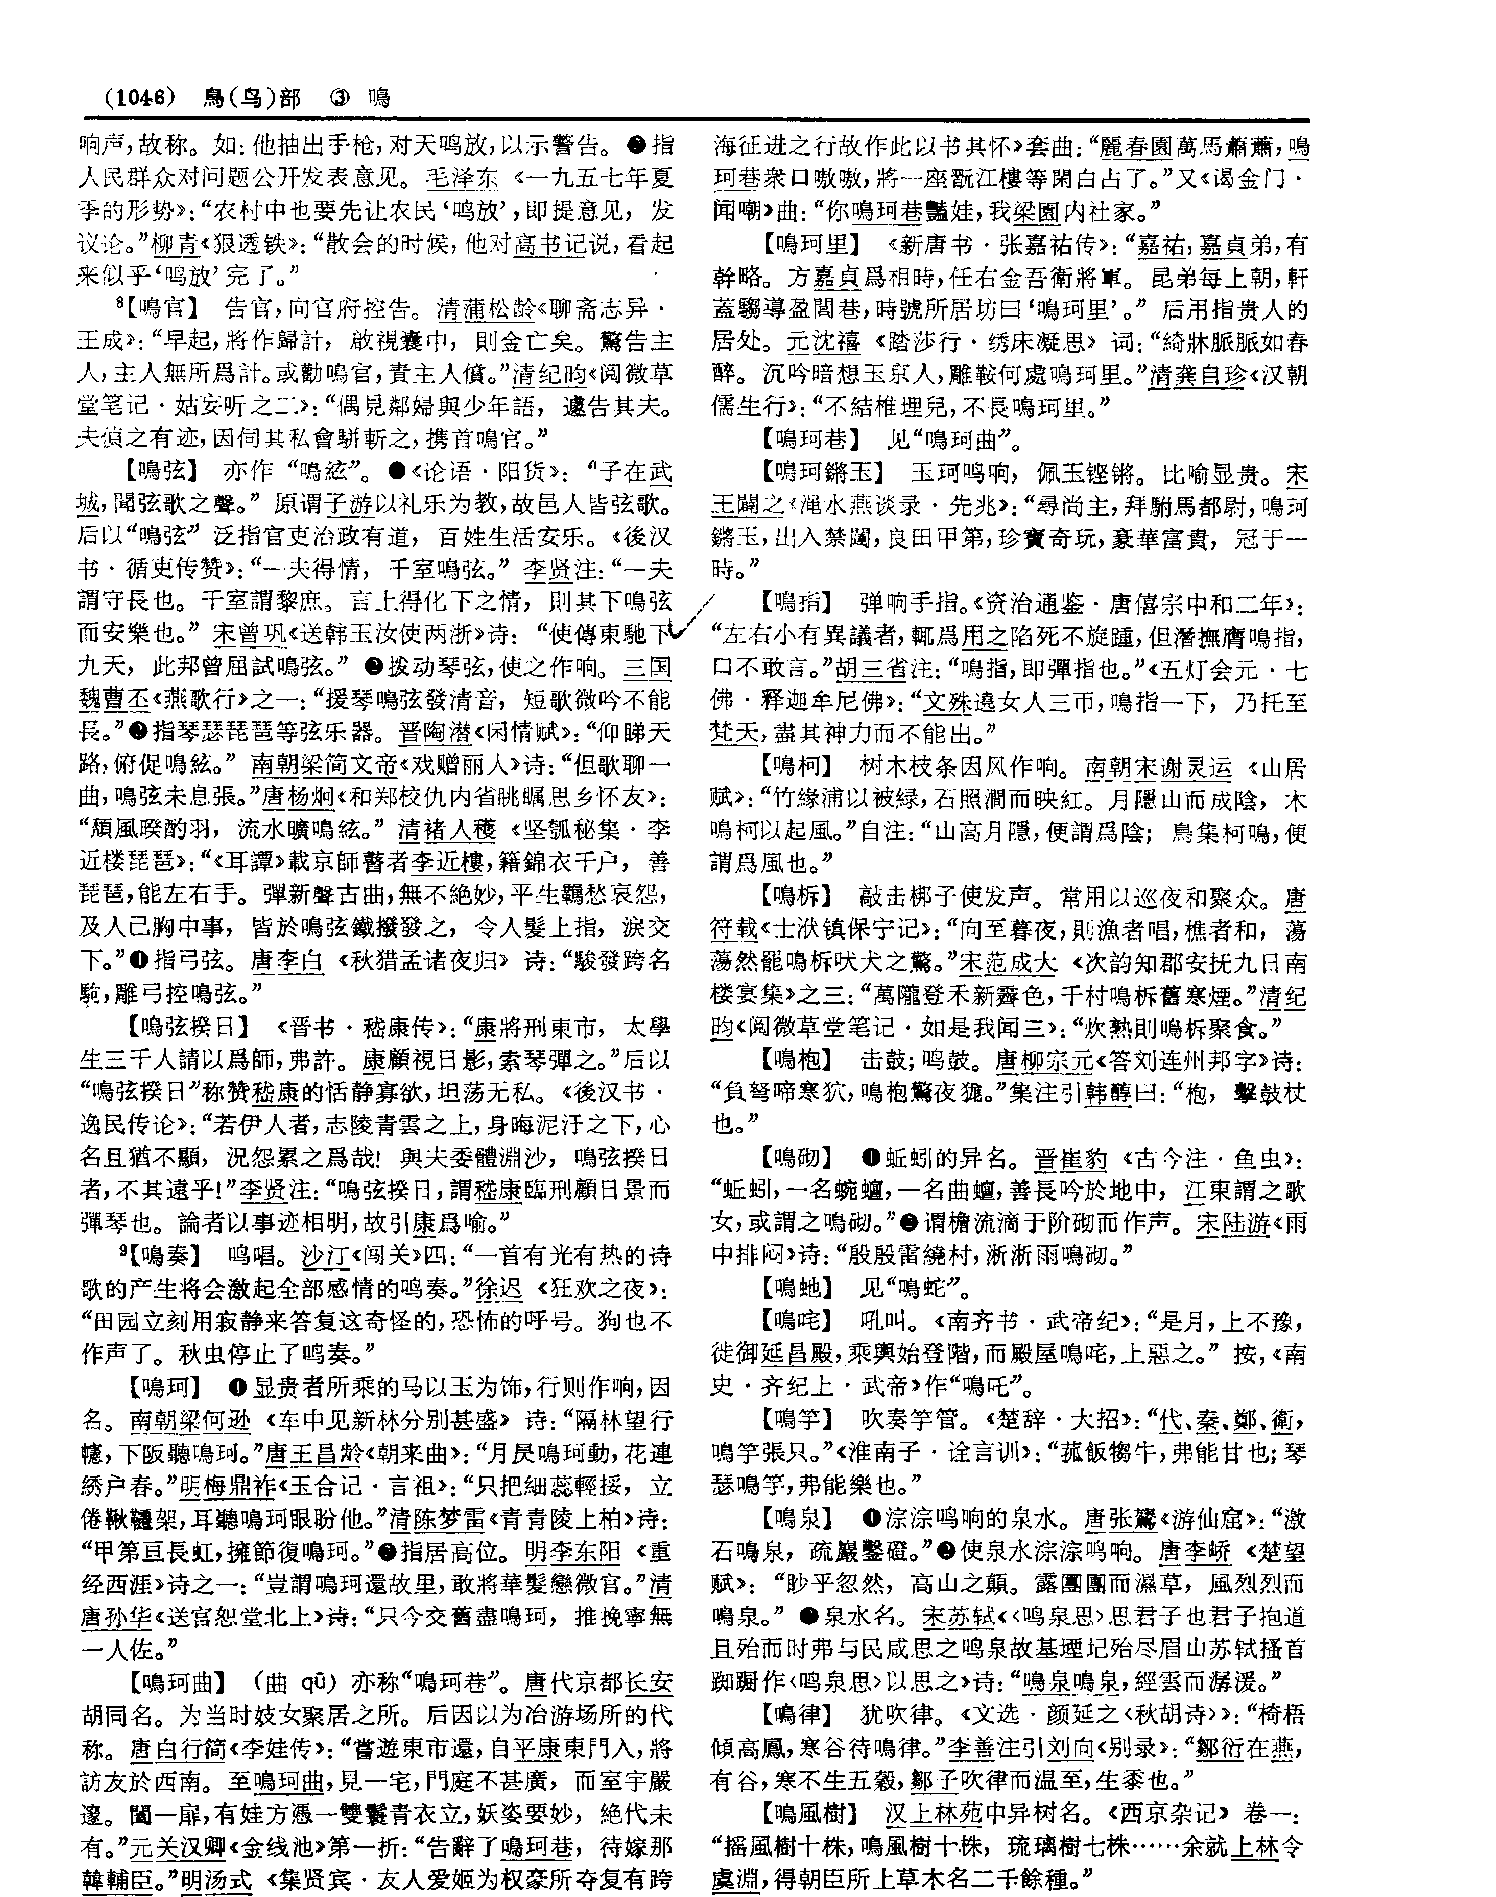 (1046) 鳥(鸟)部 ③ 鳴
响声,故称。如:他抽出手枪,对天鸣放,以示警告。❷指
人民群众对问题公开发表意见。毛泽东《一九五七年夏
季的形势》:“农村中也要先让农民‘鸣放’,即提意见,发
议论。”柳青《狠透铁》:“散会的时候,他对高书记说,看起
来似乎‘鸣放’完了。”
8【鳴官】 告官,向官府控告。清蒲松龄《聊斋志异·
王成》:“早起,將作歸計,啟視囊中,則金亡矣。驚告主
人,主人無所爲計。或勸鳴官,責主人償。”清纪昀《阅微草
堂笔记·姑妄听之二》:“偶見鄰婦與少年語,遽告其夫。
夫偵之有迹,因伺其私會駢斬之,携首鳴官。”
【鳴弦】 亦作“鳴絃”。❶《论语·阳货》:“子在武
城,聞弦歌之聲。”原谓子游以礼乐为教,故邑人皆弦歌。
后以“鳴弦”泛指官吏治政有道,百姓生活安乐。《後汉
书·循吏传赞》:“一夫得情,千室鳴弦。”李贤注:“一夫
謂守長也。千室謂黎庶。言上得化下之情,則其下鳴弦
而安樂也。”宋曾巩《送韩玉汝使两浙》诗:“使傳東馳下
九天,此邦曾屈試鳴弦。”❷拨动琴弦,使之作响。三国
魏曹丕《燕歌行》之一:“援琴鳴弦發清音,短歌微吟不能
長。”❸指琴瑟琵琶等弦乐器。晋陶潜《闲情赋》:“仰睇天
路,俯促鳴絃。”南朝梁简文帝《戏赠丽人》诗:“但歌聊一
曲,鳴弦未息張。”唐杨炯《和郑校仇内省眺瞩思乡怀友》:
“頹風睽酌羽,流水曠鳴絃。”清褚人穫《坚瓠秘集·李
近楼琵琶》:“《耳譚》載京師瞽者李近樓,籍錦衣千户,善
琵琶,能左右手。彈新聲古曲,無不絶妙,平生羈愁哀怨,
及人己胸中事,皆於鳴弦鐵撥發之,令人髮上指,淚交
下。”❹指弓弦。唐李白《秋猎孟诸夜归》诗:“駿發跨名
駒,雕弓控鳴弦。”
【鳴弦揆日】 《晋书·嵇康传》:“康將刑東市,太學
生三千人請以爲師,弗許。康顧視日影,索琴彈之。”后以
“鳴弦揆日”称赞嵇康的恬静寡欲,坦荡无私。《後汉书·
逸民传论》:“若伊人者,志陵青雲之上,身晦泥汙之下,心
名且猶不顯,況怨累之爲哉!與夫委體淵沙,鳴弦揆日
者,不其遠乎!”李贤注:“鳴弦揆日,謂嵇康臨刑顧日景而
彈琴也。論者以事迹相明,故引康爲喻。”
9【鳴奏】 鸣唱。沙汀《闯关》四:“一首有光有热的诗
歌的产生将会激起全部感情的鸣奏。”徐迟《狂欢之夜》:
“田园立刻用寂静来答复这奇怪的,恐怖的呼号。狗也不
作声了。秋虫停止了鸣奏。”
【鳴珂】 ❶显贵者所乘的马以玉为饰,行则作响,因
名。南朝梁何逊《车中见新林分别甚盛》诗:“隔林望行
幰,下阪聽鳴珂。”唐王昌龄《朝来曲》:“月昃鳴珂動,花連
綉户春。”明梅鼎祚《玉合记·言祖》:“只把細蕊輕挼,立
倦鞦韆架,耳聽鳴珂眼盼他。”清陈梦雷《青青陵上柏》诗:
“甲第亘長虹,擁節復鳴珂。”❷指居高位。明李东阳《重
经西涯》诗之一:“豈謂鳴珂還故里,敢將華髮戀微官。”清
唐孙华《送宫恕堂北上》诗:“只今交舊盡鳴珂,推挽寧無
一人佐。”
【鳴珂曲】 (曲 qū) 亦称“鳴珂巷”。唐代京都长安
胡同名。为当时妓女聚居之所。后因以为冶游场所的代
称。唐白行简《李娃传》:“嘗遊東市還,自平康東門入,將
訪友於西南。至鳴珂曲,見一宅,門庭不甚廣,而室宇嚴
邃。闔一扉,有娃方憑一雙鬟青衣立,妖姿要妙,絶代未
有。”元关汉卿《金线池》第一折:“告辭了鳴珂巷,待嫁那
韓輔臣。”明汤式《集贤宾·友人爱姬为权豪所夺复有跨
海征进之行故作此以书其怀》套曲:“麗春園萬馬蕭蕭,鳴
珂巷衆口嗷嗷,將一座翫江樓等閑白占了。”又《谒金门·
闻嘲》曲:“你鳴珂巷豔娃,我梁園内社家。”
【鳴珂里】 《新唐书·张嘉祐传》:“嘉祐,嘉貞弟,有
幹略。方嘉貞爲相時,任右金吾衛將軍。昆弟每上朝,軒
蓋騶導盈閭巷,時號所居坊曰‘鳴珂里’。”后用指贵人的
居处。元沈禧《踏莎行·绣床凝思》词:“綺牀脈脈如春
醉。沉吟暗想玉京人,雕鞍何處鳴珂里。”清龚自珍《汉朝
儒生行》:“不結椎埋兒,不長鳴珂里。”
【鳴珂巷】 见“鳴珂曲”。
【鳴珂鏘玉】 玉珂鸣响,佩玉铿锵。比喻显贵。宋
王闢之《渑水燕谈录·先兆》:“尋尚主,拜駙馬都尉,鳴珂
鏘玉,出入禁闥,良田甲第,珍寶奇玩,豪華富貴,冠于一
時。”
【鳴指】 弹响手指。《资治通鉴·唐僖宗中和二年》:
“左右小有異議者,輒爲用之陷死不旋踵,但潛撫膺鳴指,
口不敢言。”胡三省注:“鳴指,即彈指也。”《五灯会元·七
佛·释迦牟尼佛》:“文殊遶女人三帀,鳴指一下,乃托至
梵天,盡其神力而不能出。”
【鳴柯】 树木枝条因风作响。南朝宋谢灵运《山居
赋》:“竹缘浦以被緑,石照澗而映紅。月隱山而成陰,木
鳴柯以起風。”自注:“山高月隱,便謂爲陰;鳥集柯鳴,便
謂爲風也。”
【鳴柝】 敲击梆子使发声。常用以巡夜和聚众。唐
符载《土洑镇保宁记》:“向至暮夜,則漁者唱,樵者和,蕩
蕩然罷鳴柝吠犬之驚。”宋范成大《次韵知郡安抚九日南
楼宴集》之三:“萬隴登禾新霽色,千村鳴柝舊寒煙。”清纪
昀《阅微草堂笔记·如是我闻三》:“炊熟則鳴柝聚食。”
【鳴枹】 击鼓;鸣鼓。唐柳宗元《答刘连州邦字》诗:
“負弩啼寒狖,鳴枹驚夜狵。”集注引韩醇曰:“枹,擊鼓杖
也。”
【鳴砌】 ❶蚯蚓的异名。晋崔豹《古今注·鱼虫》:
“蚯蚓,一名蜿蟺,一名曲蟺,善長吟於地中,江東謂之歌
女,或謂之鳴砌。”❷谓檐流滴于阶砌而作声。宋陆游《雨
中排闷》诗:“殷殷雷繞村,淅淅雨鳴砌。”
【鳴虵】 见“鳴蛇”。
【鳴咤】 吼叫。《南齐书·武帝纪》:“是月,上不豫,
徙御延昌殿,乘輿始登階,而殿屋鳴咤,上惡之。”按,《南
史·齐纪上·武帝》作“鳴吒”。
【鳴竽】 吹奏竽管。《楚辞·大招》:“代、秦、鄭、衛,
鳴竽張只。”《淮南子·诠言训》:“菰飯犓牛,弗能甘也;琴
瑟鳴竽,弗能樂也。”
【鳴泉】 ❶淙淙鸣响的泉水。唐张鷟《游仙窟》:“激
石鳴泉,疏巖鑿磴。”❷使泉水淙淙鸣响。唐李峤《楚望
赋》:“眇乎忽然,高山之顛。露團團而濕草,風烈烈而
鳴泉。”❸泉水名。宋苏轼《〈鸣泉思〉思君子也君子抱道
且殆而时弗与民咸思之鸣泉故基堙圮殆尽眉山苏轼搔首
踟蹰作〈鸣泉思〉以思之》诗:“鳴泉鳴泉,經雲而潺湲。”
【鳴律】 犹吹律。《文选·颜延之〈秋胡诗〉》:“椅梧
傾高鳳,寒谷待鳴律。”李善注引刘向《别录》:“鄒衍在燕,
有谷,寒不生五穀,鄒子吹律而温至,生黍也。”
【鳴風樹】 汉上林苑中异树名。《西京杂记》卷一:
“摇風樹十株,鳴風樹十株,琉璃樹七株……余就上林令
虞淵,得朝臣所上草木名二千餘種。”